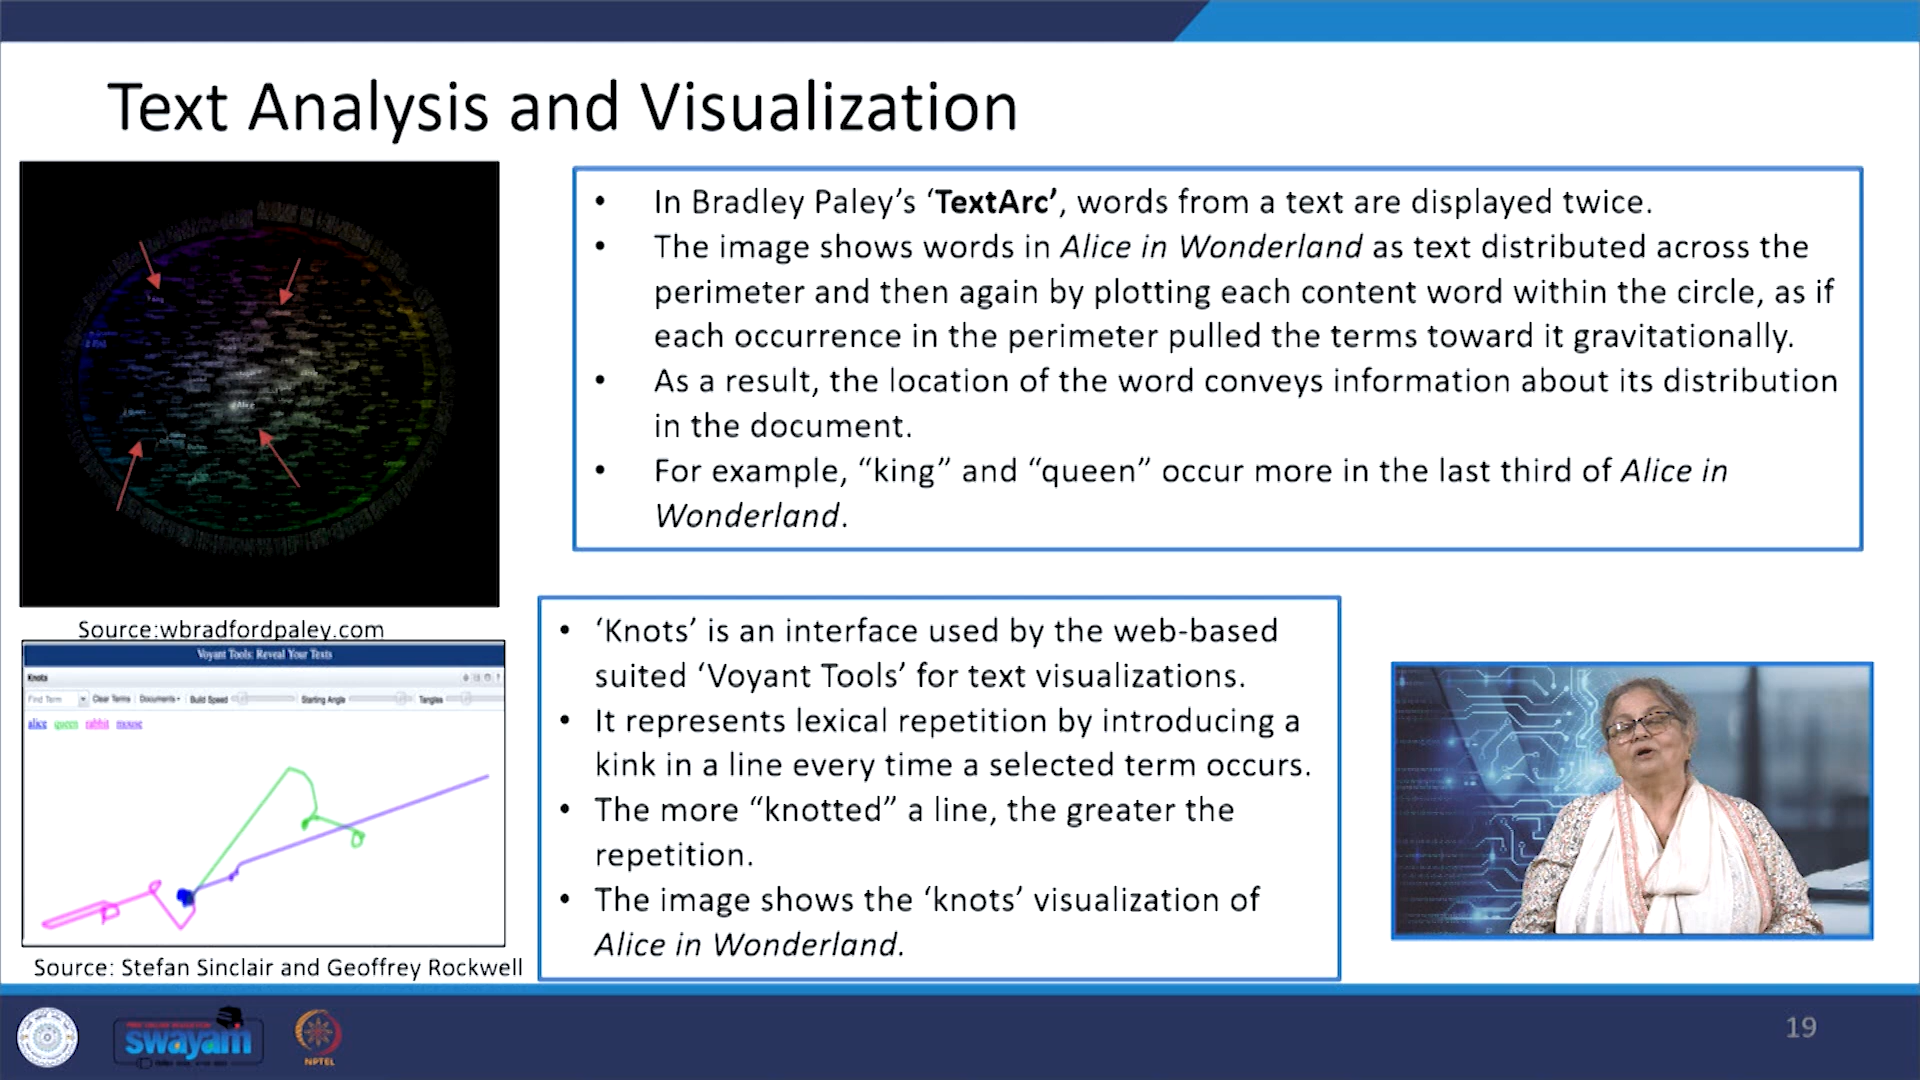 Text Analysis and Visualization
• In Bradley Paley’s ‘TextArc’, words from a text are displayed twice.
• The image shows words in Alice in Wonderland as text distributed across the
perimeter and then again by plotting each content word within the circle, as if
each occurrence in the perimeter pulled the terms toward it gravitationally.
• As a result, the location of the word conveys information about its distribution
in the document.
• For example, “king” and “queen” occur more in the last third of Alice in
Wonderland.
Alice
Source:wbradfordpaley.com
Voyant Tools: Reveal Your Texts
Knots
Find Term Clear Terms Documents Build Speed Starting Angle Tangles
alice queen rabbit mouse
Source: Stefan Sinclair and Geoffrey Rockwell
• ‘Knots’ is an interface used by the web-based
suited ‘Voyant Tools’ for text visualizations.
• It represents lexical repetition by introducing a
kink in a line every time a selected term occurs.
• The more “knotted” a line, the greater the
repetition.
• The image shows the ‘knots’ visualization of
Alice in Wonderland.
swayam
NPTEL
19